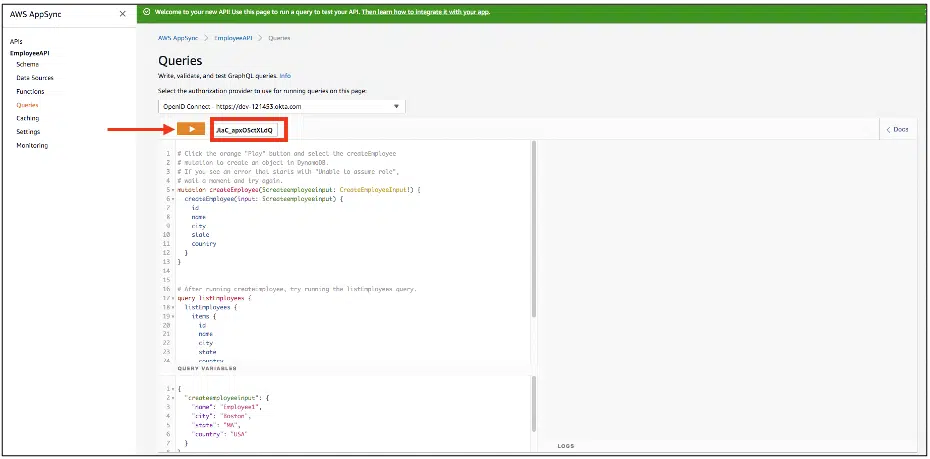 AWS AppSync
APIs
EmployeeAPI
Schema
Data Sources
Functions
Queries
Caching
Settings
Monitoring
Welcome to your new API! Use this page to run a query to test your API. Then learn how to integrate it with your app.
AWS AppSync > EmployeeAPI > Queries
Queries
Write, validate, and test GraphQL queries. Info
Select the authorization provider to use for running queries on this page:
OpenID Connect - https://dev-121453.okta.com
JlaC_apxOSctXLdQ
Docs
1 # Click the orange "Play" button and select the createEmployee
2 # mutation to create an object in DynamoDB.
3 # If you see an error that starts with "Unable to assume role",
4 # wait a moment and try again.
5 mutation createEmployee($createemployeeinput: CreateEmployeeInput!) {
6 createEmployee(input: $createemployeeinput) {
7 id
8 name
9 city
10 state
11 country
12 }
13 }
14
15
16 # After running createEmployee, try running the listEmployees query.
17 query listEmployees {
18 listEmployees {
19 items {
20 id
21 name
22 city
23 state
24 country
QUERY VARIABLES
1 {
2 "createemployeeinput": {
3 "name": "Employee1",
4 "city": "Boston",
5 "state": "MA",
6 "country": "USA"
7 }
LOGS